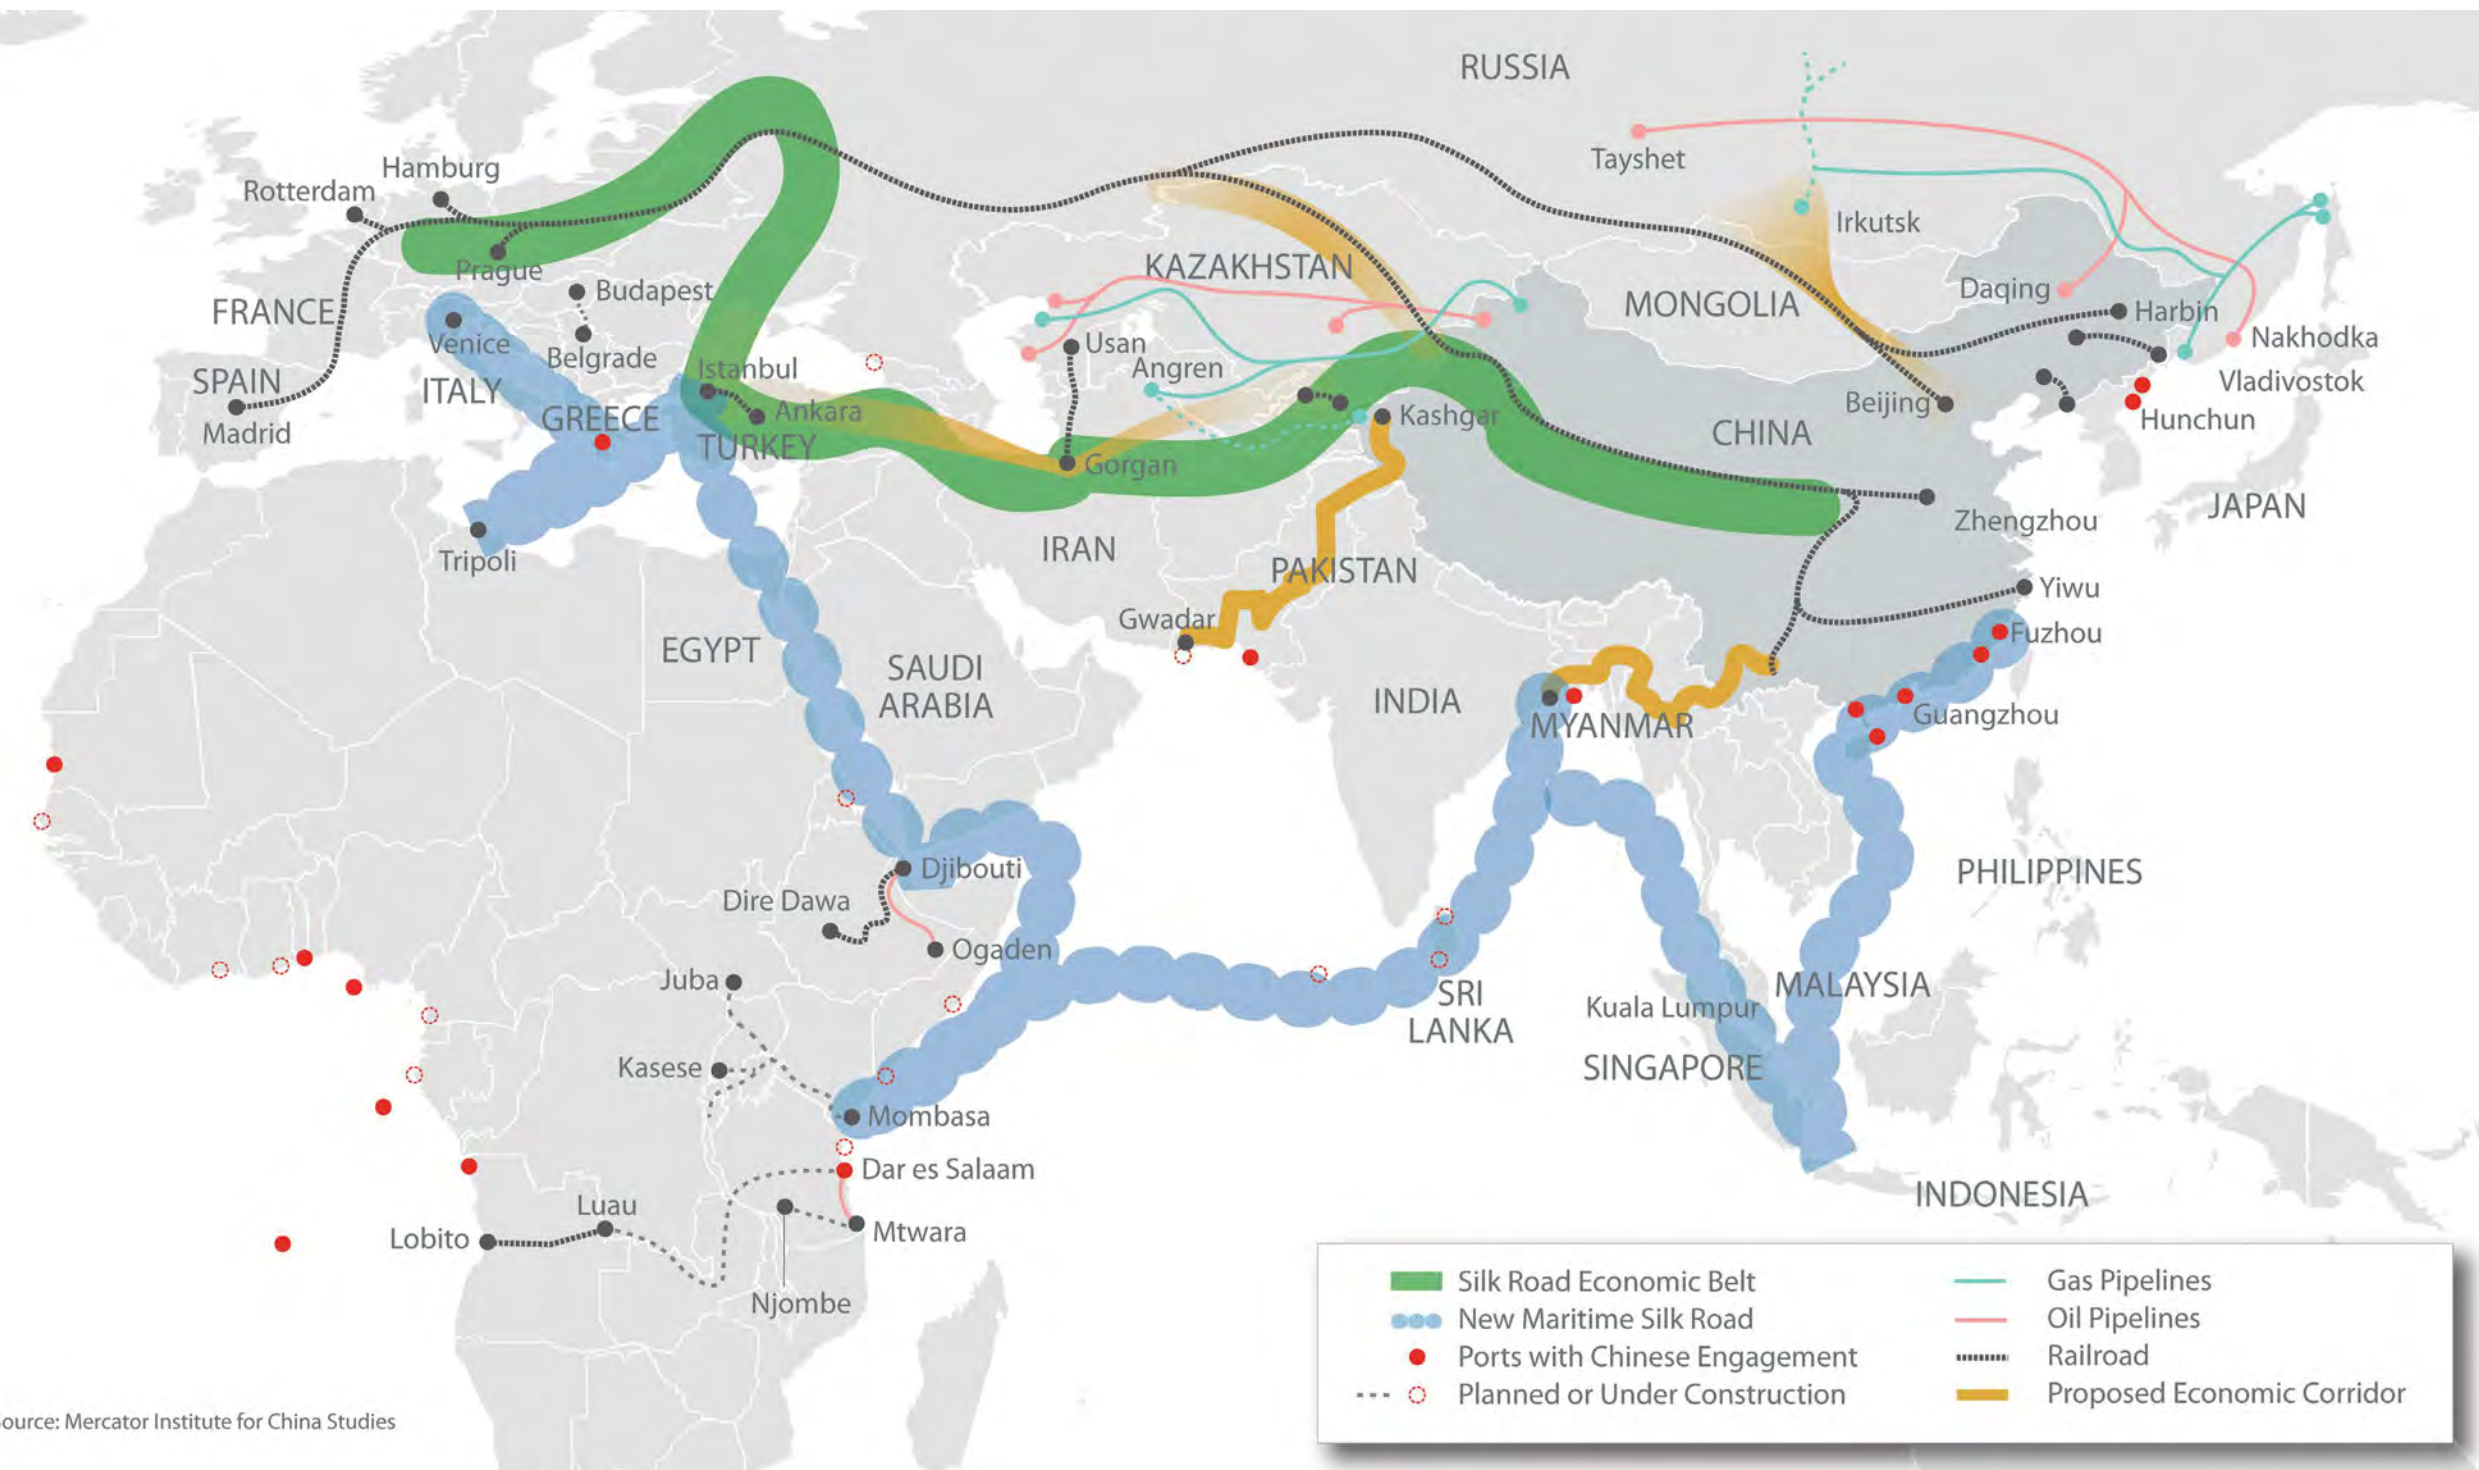 RUSSIA
Tayshet
Hamburg
Rotterdam
Irkutsk
Prague
KAZAKHSTAN
Budapest
MONGOLIA
Daqing
Harbin
FRANCE
Venice
Belgrade
Usan
Nakhodka
Istanbul
Angren
SPAIN
ITALY
Vladivostok
Ankara
Beijing
GREECE
Kashgar
Hunchun
Madrid
TURKEY
CHINA
Gorgan
JAPAN
Zhengzhou
IRAN
Tripoli
PAKISTAN
Yiwu
Gwadar
Fuzhou
EGYPT
SAUDI
ARABIA
INDIA
MYANMAR
Guangzhou
Djibouti
PHILIPPINES
Dire Dawa
Ogaden
Juba
SRI
LANKA
MALAYSIA
Kuala Lumpur
Kasese
SINGAPORE
Mombasa
Dar es Salaam
INDONESIA
Luau
Lobito
Mtwara
Njombe
Silk Road Economic Belt
New Maritime Silk Road
Ports with Chinese Engagement
Planned or Under Construction
Gas Pipelines
Oil Pipelines
Railroad
Proposed Economic Corridor
ource: Mercator Institute for China Studies